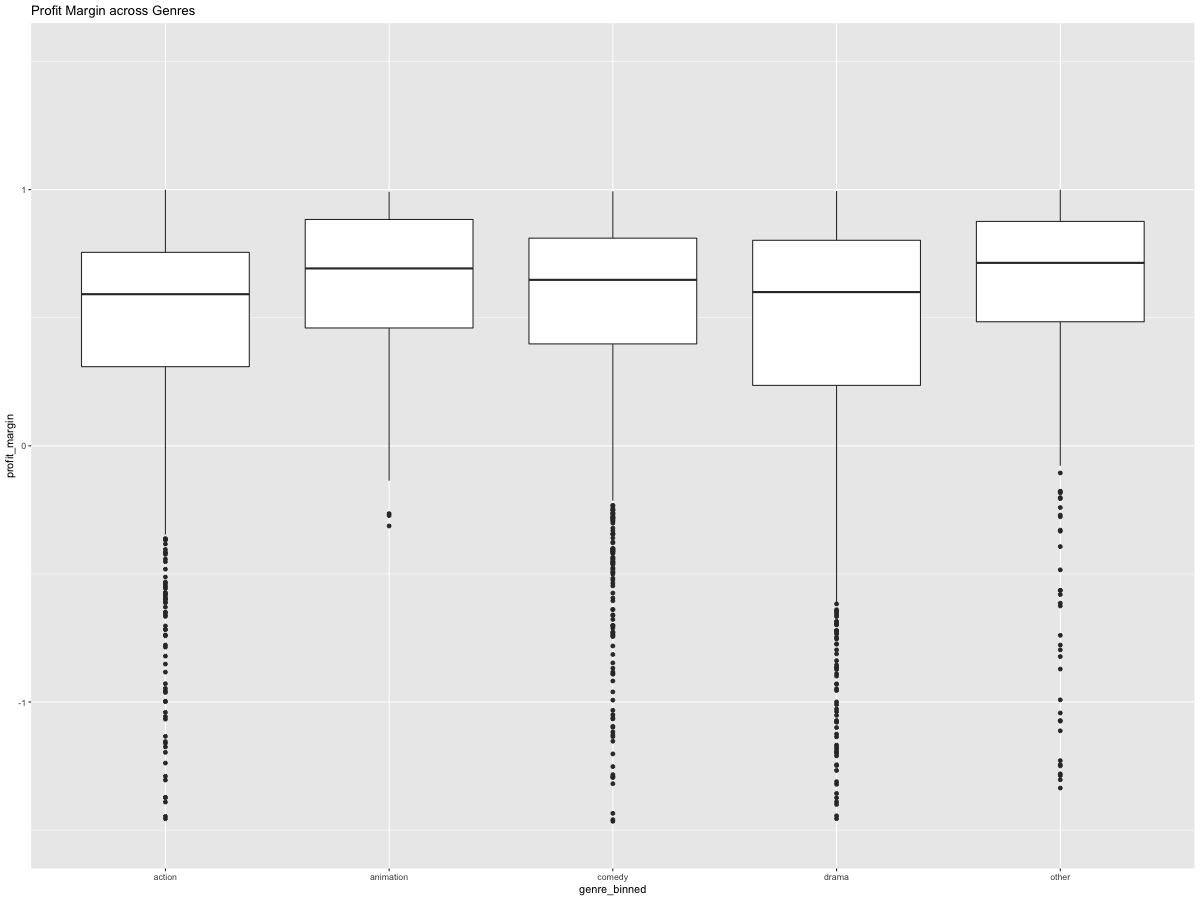 Profit Margin across Genres
1
0
-1
profit_margin
action animation comedy drama other
genre_binned